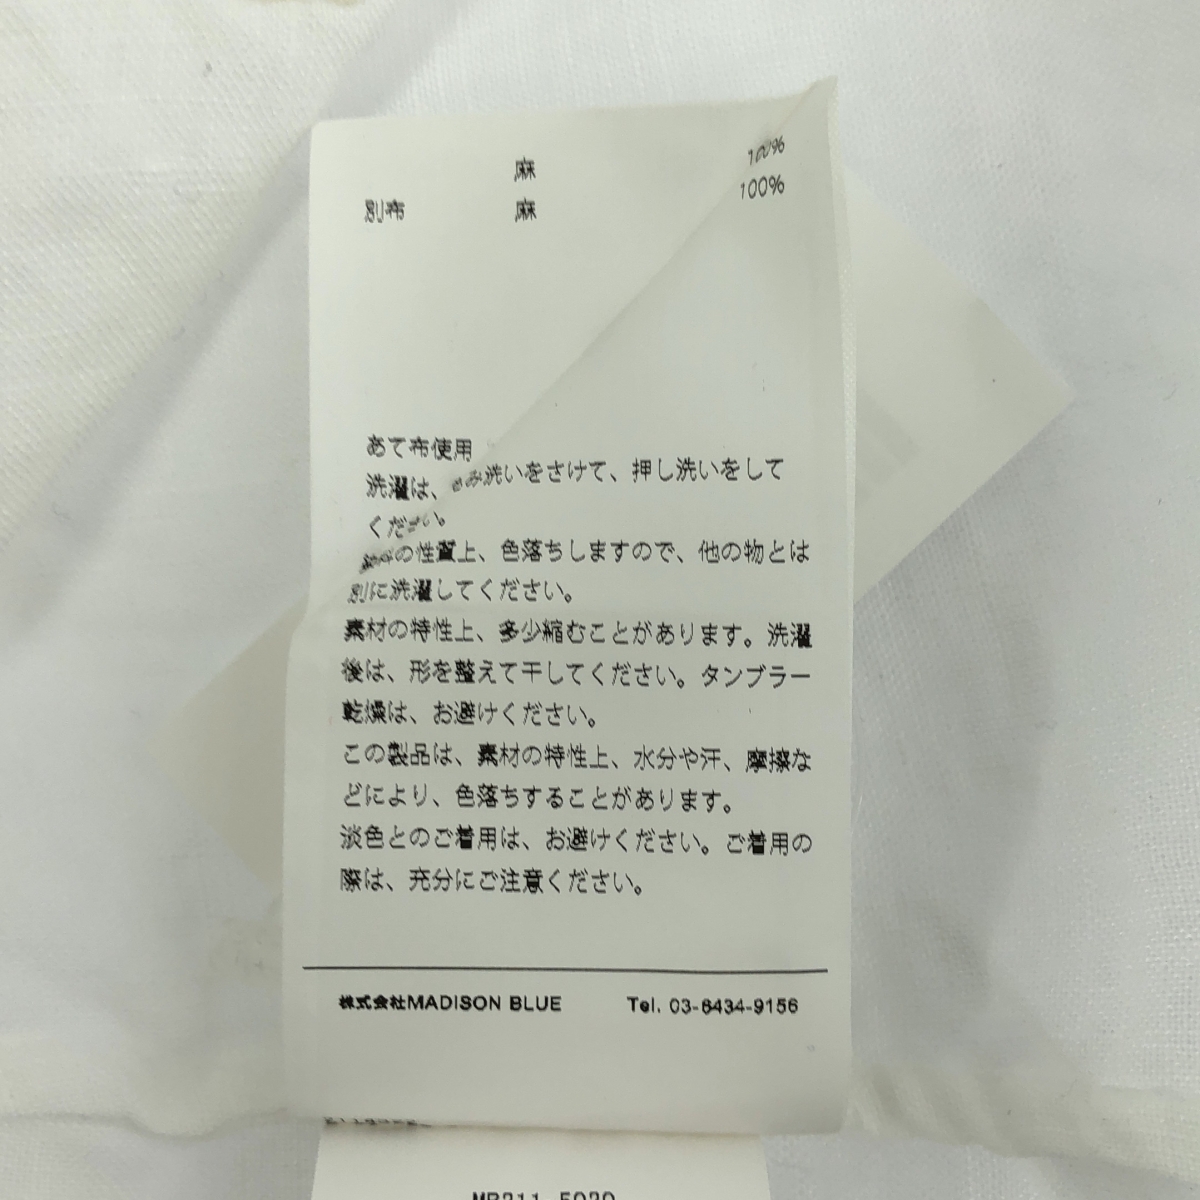 麻 100%
別布 麻 100%
あて布使用
洗濯は、もみ洗いをさけて、押し洗いをして
ください。
の性質上、色落ちしますので、他の物とは
別に洗濯してください。
素材の特性上、多少縮むことがあります。洗濯
後は、形を整えて干してください。タンブラー
乾燥は、お避けください。
この製品は、素材の特性上、水分や汗、摩擦な
どにより、色落ちすることがあります。
淡色とのご着用は、お避けください。ご着用の
際は、充分にご注意ください。
株式会社MADISON BLUE Tel. 03-6434-9156